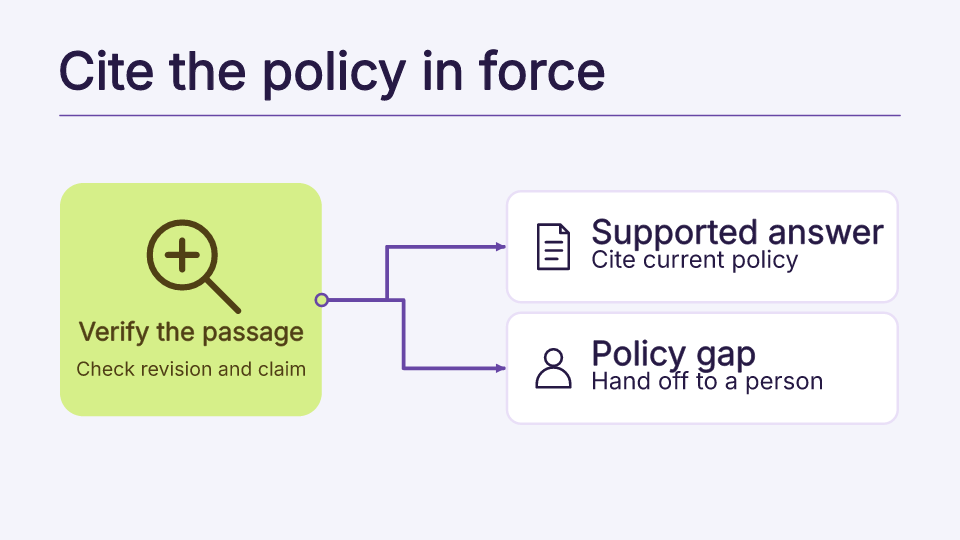 Cite the policy in force
Verify the passage
Check revision and claim
Supported answer
Cite current policy
Policy gap
Hand off to a person